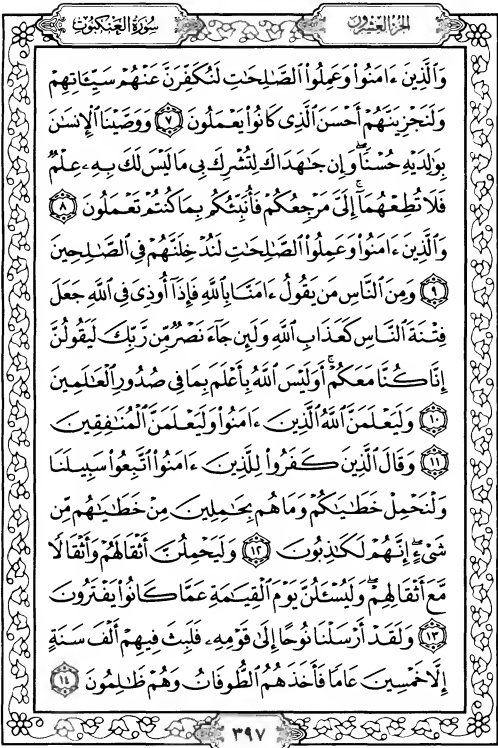 الجزء العشرون
سورة العنكبوت
وَالَّذِينَ ءَامَنُوا۟ وَعَمِلُوا۟ الصَّـٰلِحَـٰتِ لَنُكَفِّرَنَّ عَنْهُمْ سَيِّـَٔاتِهِمْ
وَلَنَجْزِيَنَّهُمْ أَحْسَنَ الَّذِى كَانُوا۟ يَعْمَلُونَ ٧ وَوَصَّيْنَا الْإِنسَـٰنَ
بِوَٰلِدَيْهِ حُسْنًا ۖ وَإِن جَـٰهَدَاكَ لِتُشْرِكَ بِى مَا لَيْسَ لَكَ بِهِۦ عِلْمٌ
فَلَا تُطِعْهُمَا ۚ إِلَىَّ مَرْجِعُكُمْ فَأُنَبِّئُكُم بِمَا كُنتُمْ تَعْمَلُونَ ٨
وَالَّذِينَ ءَامَنُوا۟ وَعَمِلُوا۟ الصَّـٰلِحَـٰتِ لَنُدْخِلَنَّهُمْ فِى الصَّـٰلِحِينَ
٩ وَمِنَ النَّاسِ مَن يَقُولُ ءَامَنَّا بِاللَّهِ فَإِذَآ أُوذِىَ فِى اللَّهِ جَعَلَ
فِتْنَةَ النَّاسِ كَعَذَابِ اللَّهِ وَلَئِن جَآءَ نَصْرٌ مِّن رَّبِّكَ لَيَقُولُنَّ
إِنَّا كُنَّا مَعَكُمْ ۚ أَوَلَيْسَ اللَّهُ بِأَعْلَمَ بِمَا فِى صُدُورِ الْعَـٰلَمِينَ
١٠ وَلَيَعْلَمَنَّ اللَّهُ الَّذِينَ ءَامَنُوا۟ وَلَيَعْلَمَنَّ الْمُنَـٰفِقِينَ
١١ وَقَالَ الَّذِينَ كَفَرُوا۟ لِلَّذِينَ ءَامَنُوا۟ اتَّبِعُوا۟ سَبِيلَنَا
وَلْنَحْمِلْ خَطَـٰيَـٰكُمْ وَمَا هُم بِحَـٰمِلِينَ مِنْ خَطَـٰيَـٰهُم مِّن
شَىْءٍ ۖ إِنَّهُمْ لَكَـٰذِبُونَ ١٢ وَلَيَحْمِلُنَّ أَثْقَالَهُمْ وَأَثْقَالًا
مَّعَ أَثْقَالِهِمْ ۖ وَلَيُسْـَٔلُنَّ يَوْمَ الْقِيَـٰمَةِ عَمَّا كَانُوا۟ يَفْتَرُونَ
١٣ وَلَقَدْ أَرْسَلْنَا نُوحًا إِلَىٰ قَوْمِهِۦ فَلَبِثَ فِيهِمْ أَلْفَ سَنَةٍ
إِلَّا خَمْسِينَ عَامًا فَأَخَذَهُمُ الطُّوفَانُ وَهُمْ ظَـٰلِمُونَ ١٤
٣٩٧